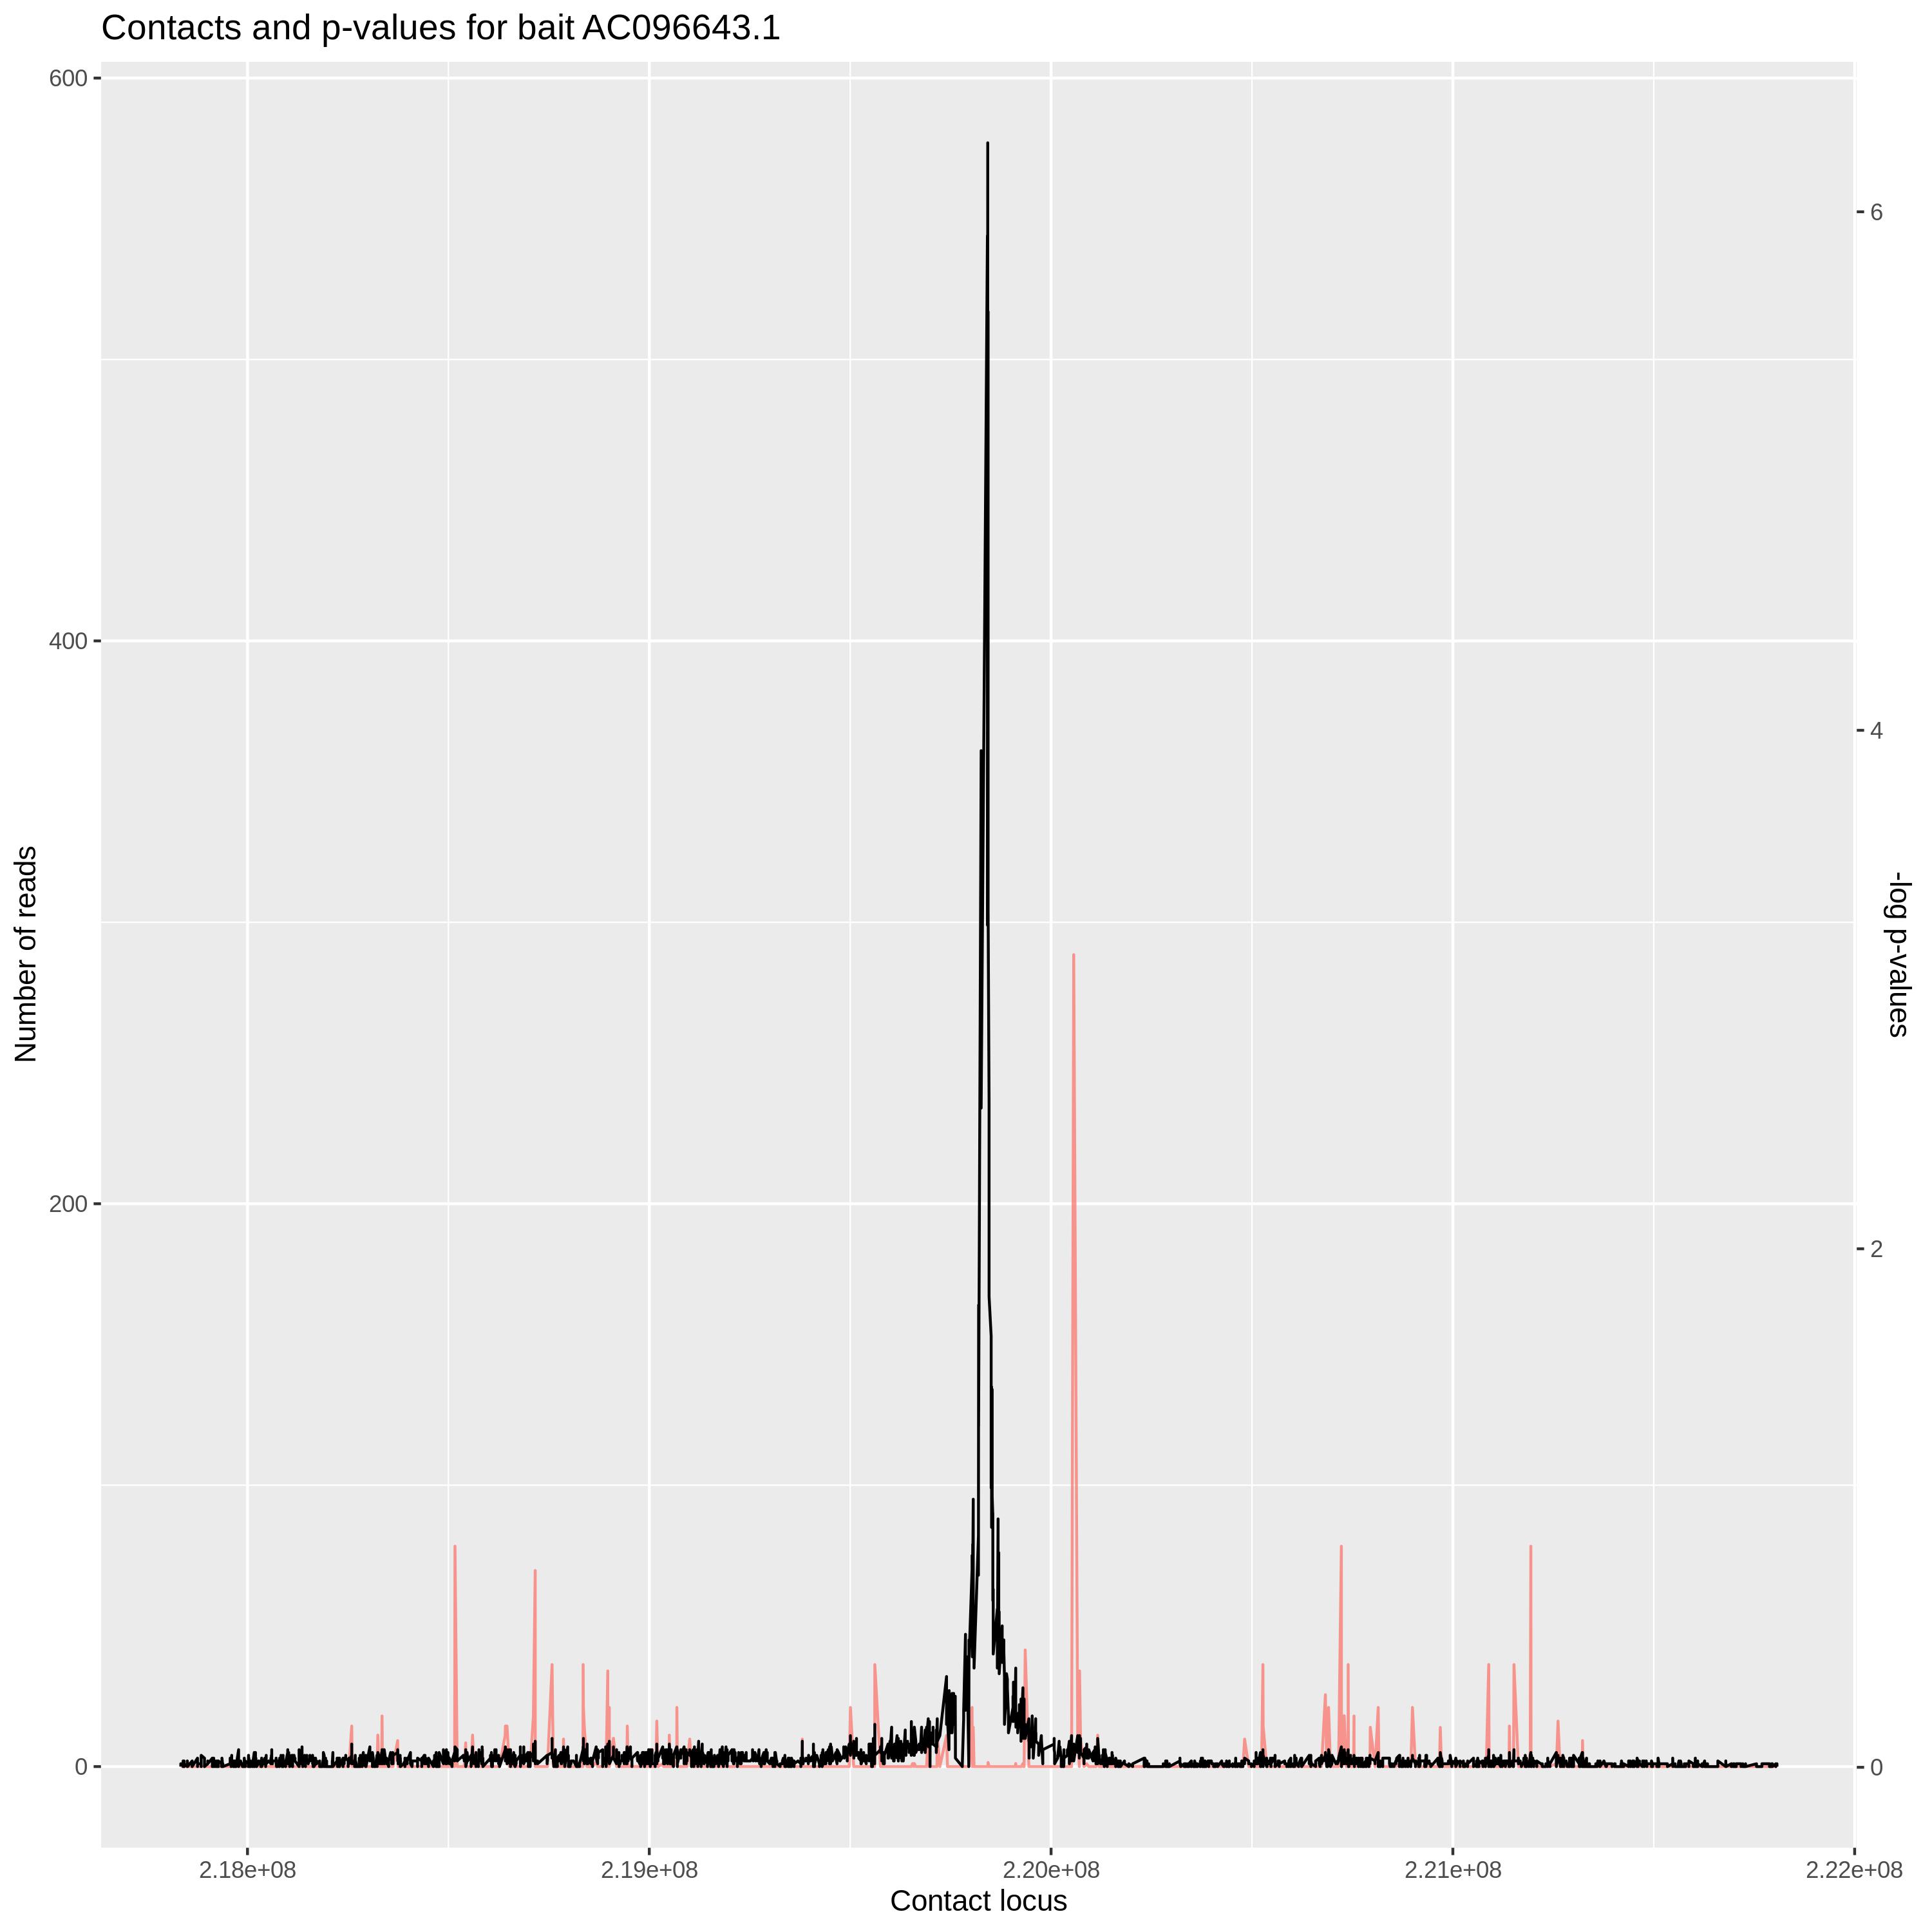 Contacts and p-values for bait AC096643.1
600
400
200
0
Number of reads
6
4
2
0
-log p-values
2.18e+08
2.19e+08
2.20e+08
2.21e+08
2.22e+08
Contact locus